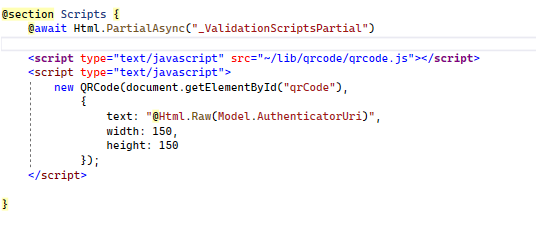 @section Scripts {
@await Html.PartialAsync("_ValidationScriptsPartial")
<script type="text/javascript" src="~/lib/qrcode/qrcode.js"></script>
<script type="text/javascript">
new QRCode(document.getElementById("qrCode"),
{
text: "@Html.Raw(Model.AuthenticatorUri)",
width: 150,
height: 150
});
</script>
}